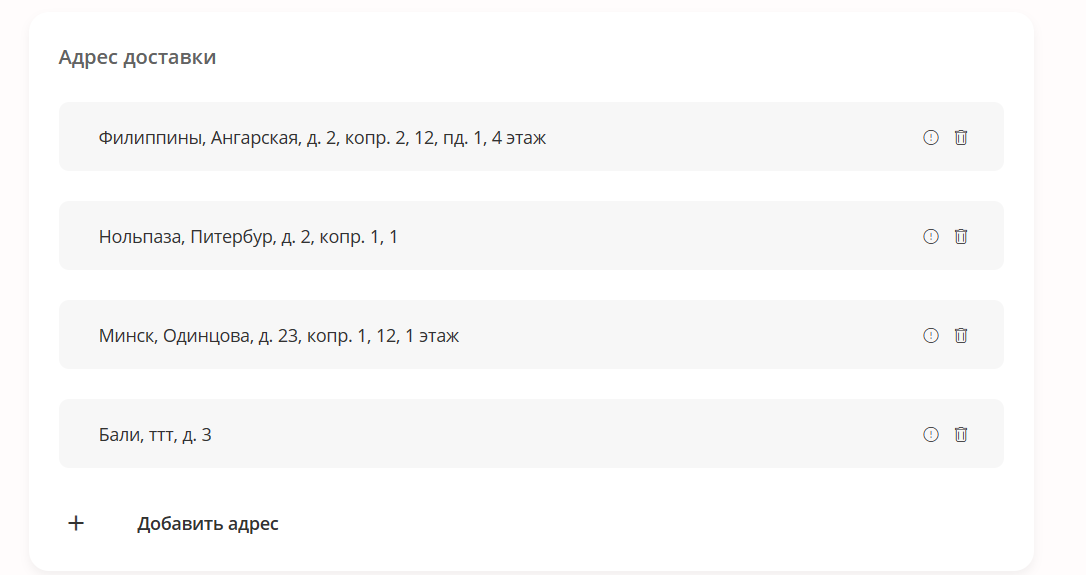 Адрес доставки
Филиппины, Ангарская, д. 2, копр. 2, 12, пд. 1, 4 этаж
Нольпаза, Питербур, д. 2, копр. 1, 1
Минск, Одинцова, д. 23, копр. 1, 12, 1 этаж
Бали, ттт, д. 3
+ Добавить адрес